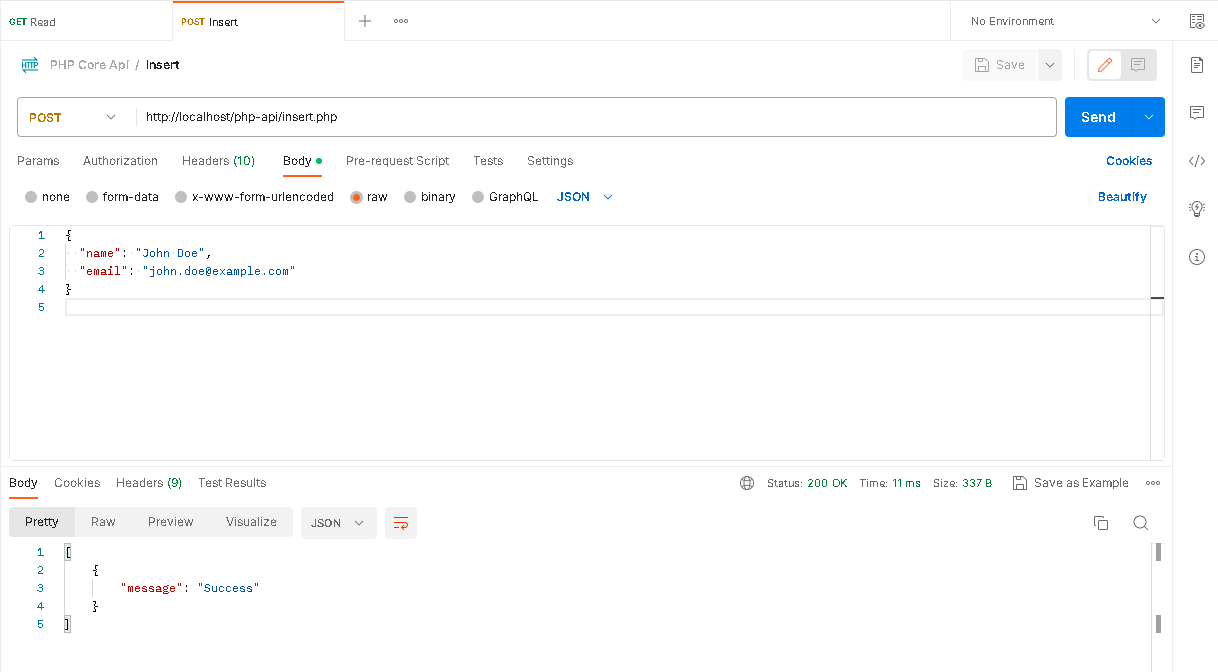 GET Read POST Insert No Environment
HTTP PHP Core Api / Insert Save
POST http://localhost/php-api/insert.php Send
Params Authorization Headers (10) Body Pre-request Script Tests Settings Cookies
none form-data x-www-form-urlencoded raw binary GraphQL JSON Beautify
1 {
2 "name": "John Doe",
3 "email": "john.doe@example.com"
4 }
5
Body Cookies Headers (9) Test Results Status: 200 OK Time: 11 ms Size: 337 B Save as Example
Pretty Raw Preview Visualize JSON
1 [
2 {
3 "message": "Success"
4 }
5 ]